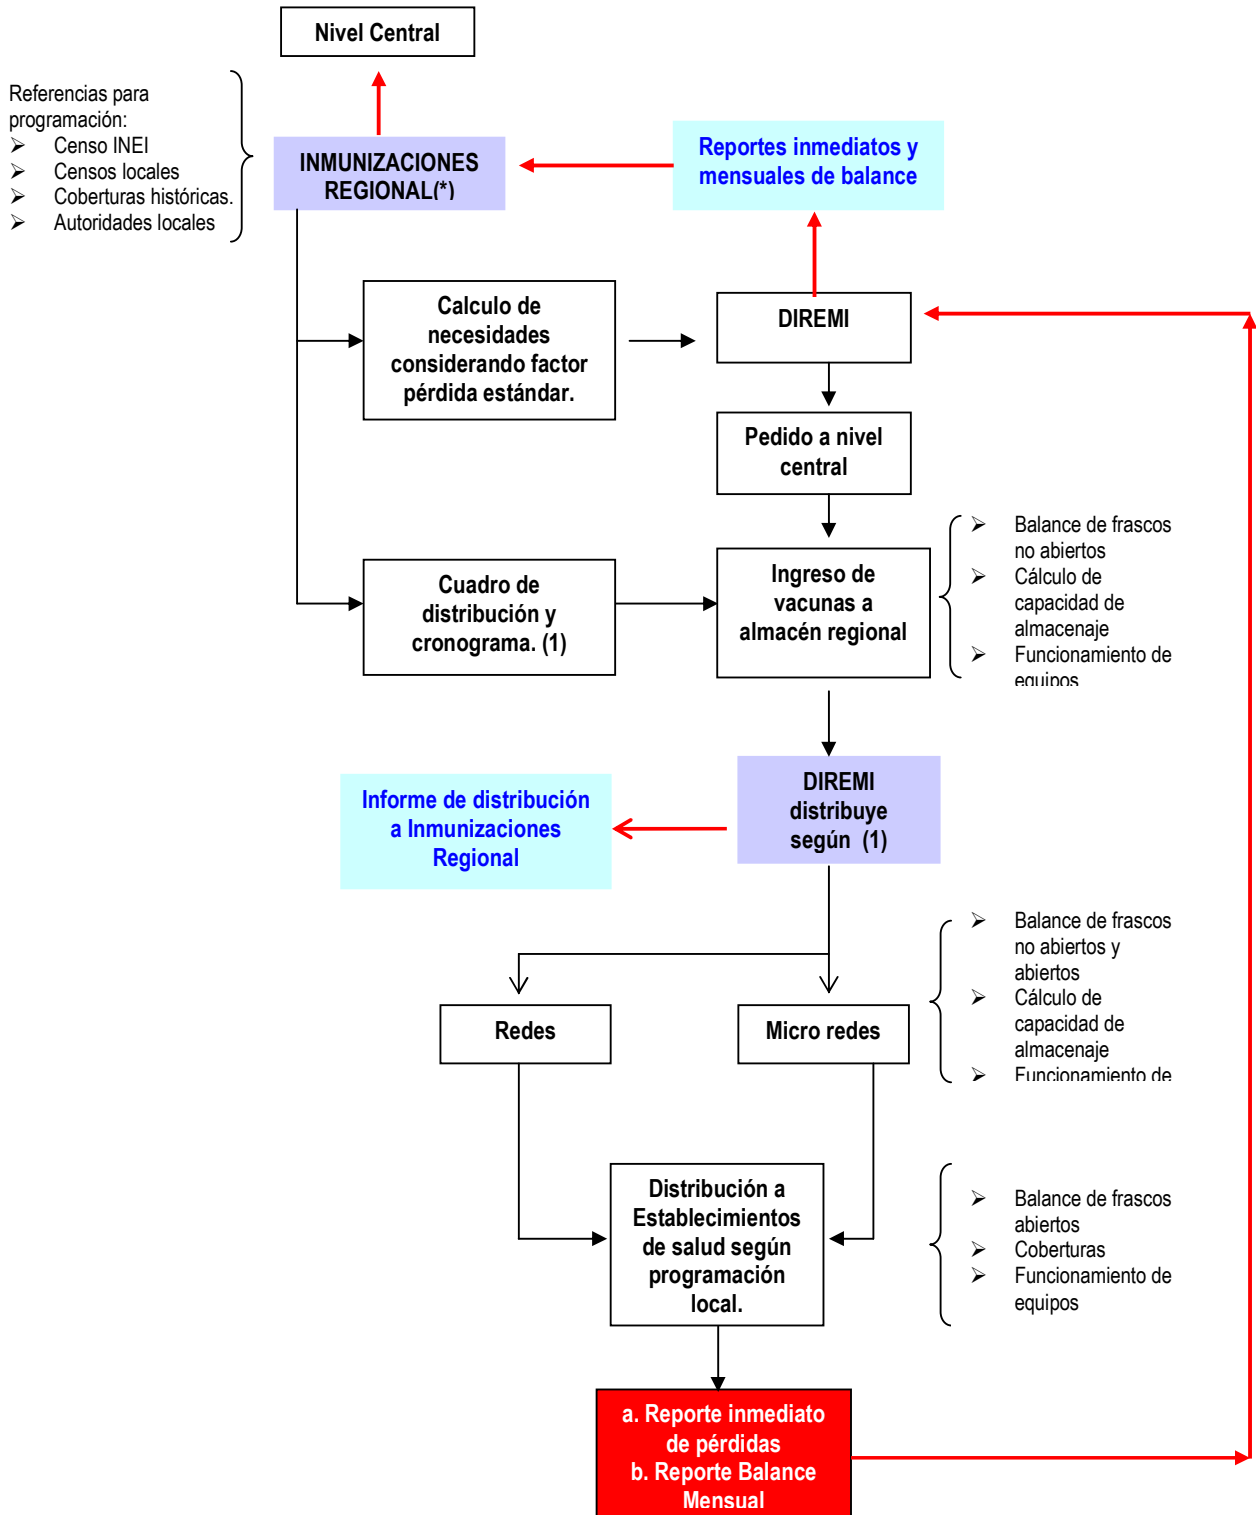 Nivel Central
Referencias para
programación:
➢ Censo INEI
➢ Censos locales
➢ Coberturas históricas.
➢ Autoridades locales
INMUNIZACIONES
REGIONAL(*)
Reportes inmediatos y
mensuales de balance
Calculo de
necesidades
considerando factor
pérdida estándar.
DIREMI
Pedido a nivel
central
Cuadro de
distribución y
cronograma. (1)
Ingreso de
vacunas a
almacén regional
➢ Balance de frascos
no abiertos
➢ Cálculo de
capacidad de
almacenaje
➢ Funcionamiento de
equipos
Informe de distribución
a Inmunizaciones
Regional
DIREMI
distribuye
según (1)
➢ Balance de frascos
no abiertos y
abiertos
➢ Cálculo de
capacidad de
almacenaje
➢ Funcionamiento de
Redes
Micro redes
Distribución a
Establecimientos
de salud según
programación
local.
➢ Balance de frascos
abiertos
➢ Coberturas
➢ Funcionamiento de
equipos
a. Reporte inmediato
de pérdidas
b. Reporte Balance
Mensual